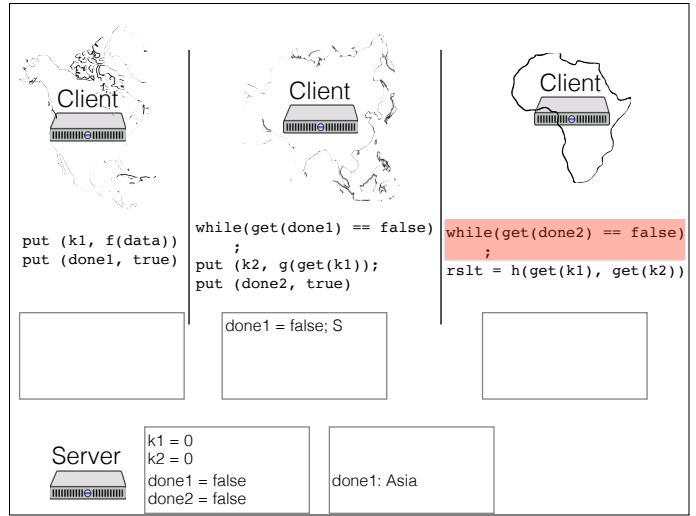 Client
Client
Client
put (k1, f(data))
put (done1, true)
while(get(done1) == false)
;
put (k2, g(get(k1));
put (done2, true)
while(get(done2) == false)
;
rslt = h(get(k1), get(k2))
done1 = false; S
Server
k1 = 0
k2 = 0
done1 = false
done2 = false
done1: Asia